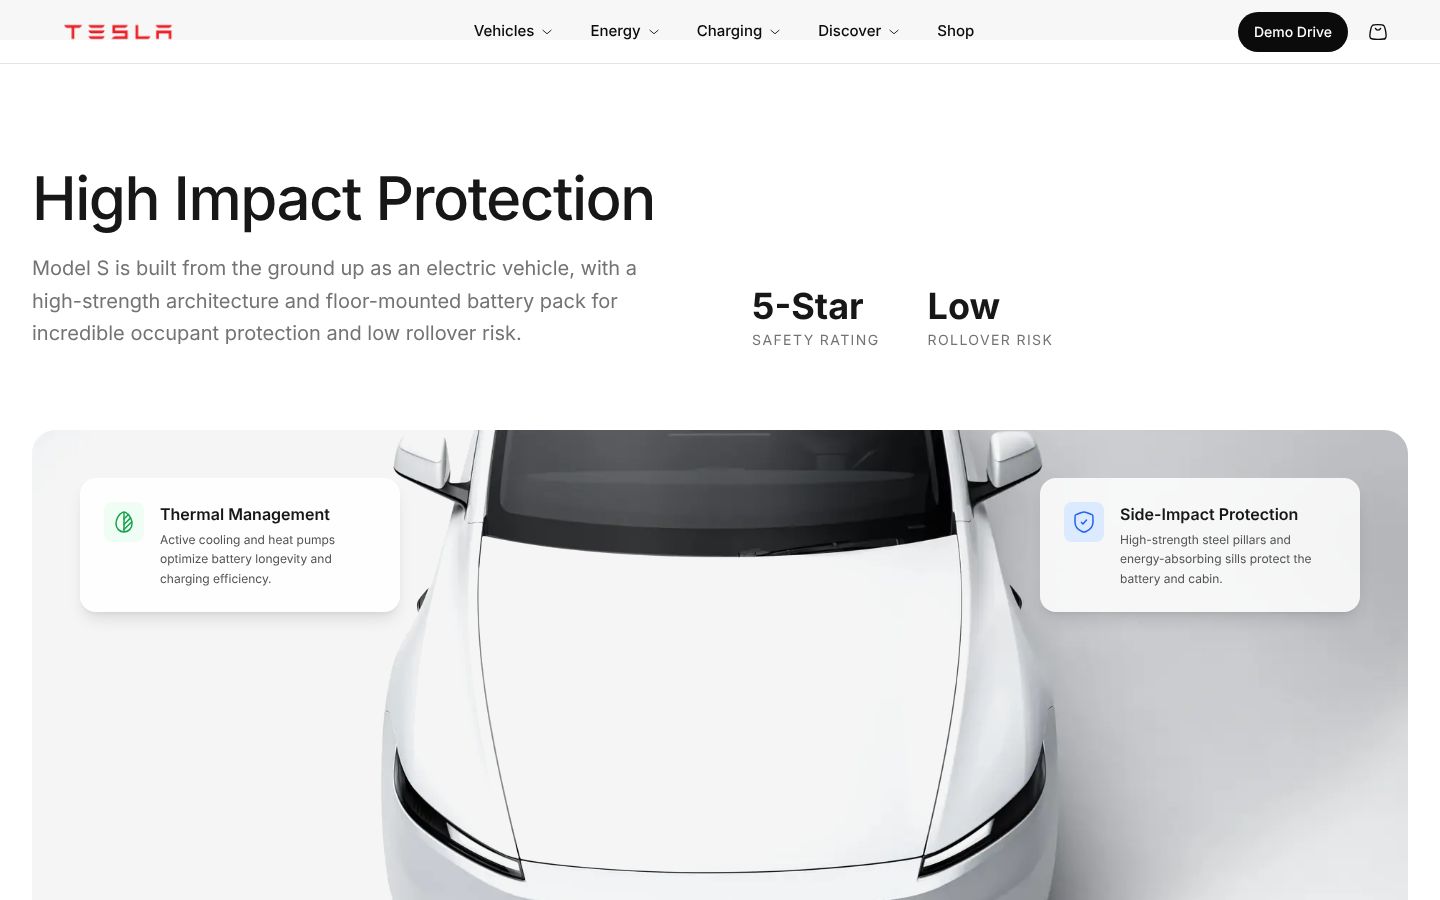 TESLA
Vehicles
Energy
Charging
Discover
Shop
Demo Drive
High Impact Protection
Model S is built from the ground up as an electric vehicle, with a
high-strength architecture and floor-mounted battery pack for
incredible occupant protection and low rollover risk.
5-Star
SAFETY RATING
Low
ROLLOVER RISK
Thermal Management
Active cooling and heat pumps
optimize battery longevity and
charging efficiency.
Side-Impact Protection
High-strength steel pillars and
energy-absorbing sills protect the
battery and cabin.